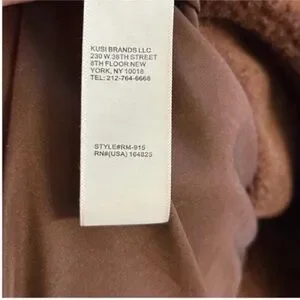 KUSI BRANDS LLC
230 W 38TH STREET
8TH FLOOR NEW
YORK, NY 10018
TEL: 212-764-6666
STYLE#RM-915
RN#(USA) 164825